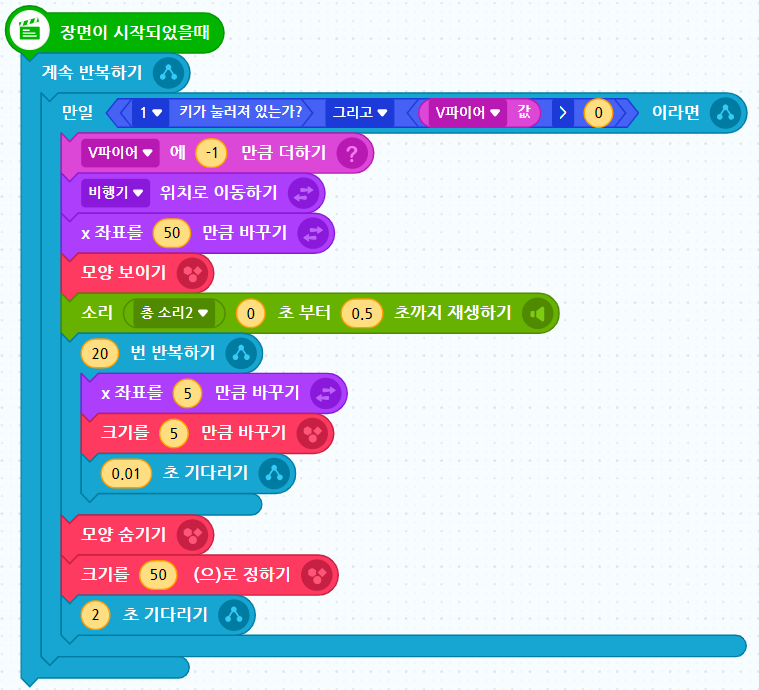 장면이 시작되었을때
계속 반복하기
만일 1 키가 눌러져 있는가? 그리고 V파이어 값 > 0 이라면
V파이어 에 -1 만큼 더하기 ?
비행기 위치로 이동하기
x 좌표를 50 만큼 바꾸기
모양 보이기
소리 총 소리2 0 초 부터 0.5 초까지 재생하기
20 번 반복하기
x 좌표를 5 만큼 바꾸기
크기를 5 만큼 바꾸기
0.01 초 기다리기
모양 숨기기
크기를 50 (으)로 정하기
2 초 기다리기